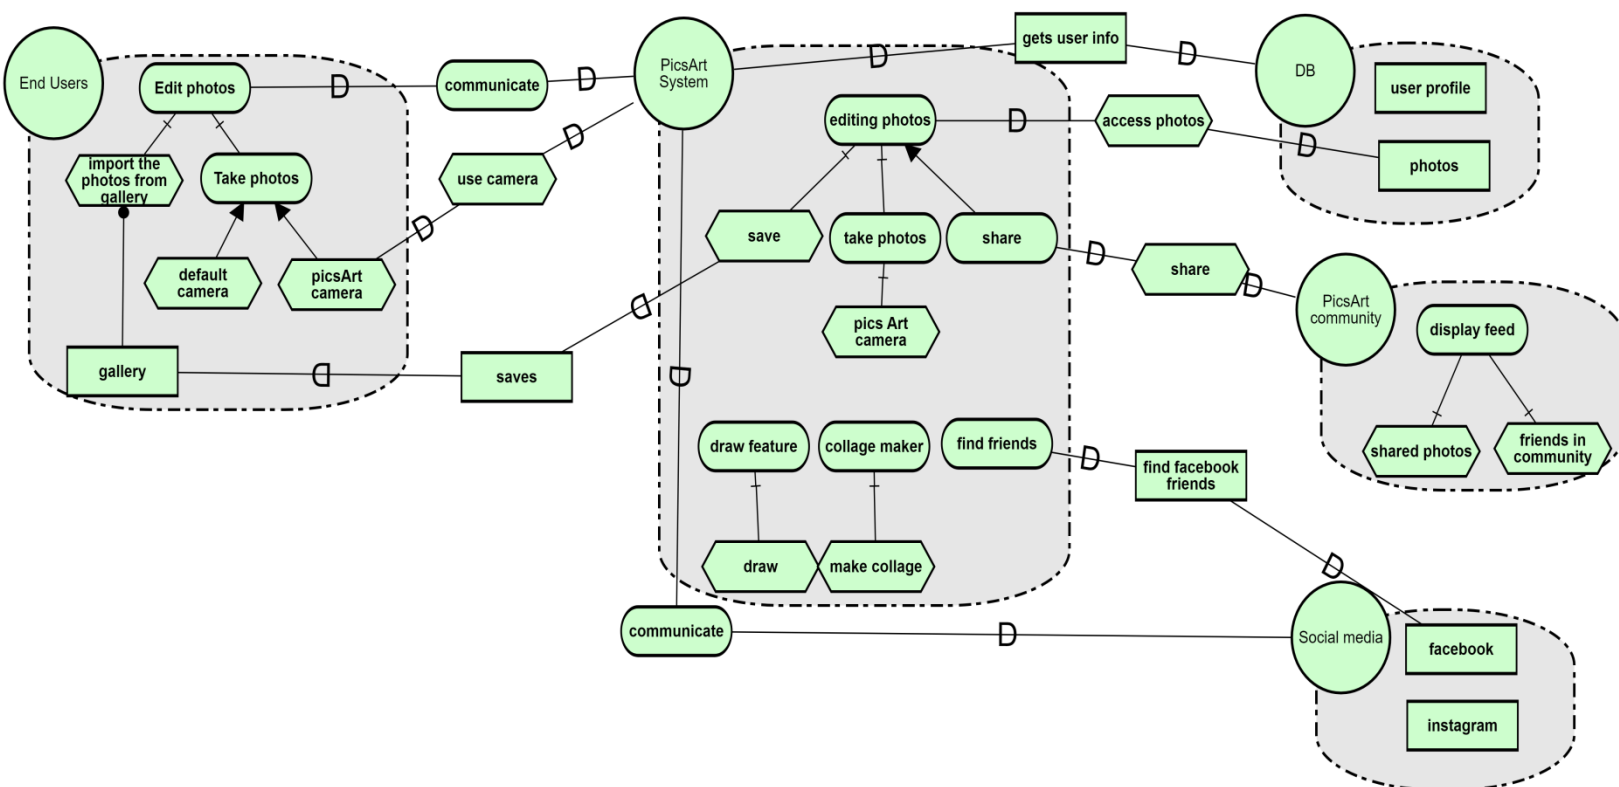 End Users
Edit photos
import the
photos from
gallery
Take photos
default
camera
picsArt
camera
gallery
D
communicate
D
use camera
D
D
D
saves
D
PicsArt
System
D
gets user info
D
editing photos
D
access photos
D
save
take photos
share
pics Art
camera
D
share
D
D
draw feature
collage maker
find friends
D
find facebook
friends
D
draw
make collage
communicate
D
DB
user profile
photos
PicsArt
community
display feed
shared photos
friends in
community
Social media
facebook
instagram